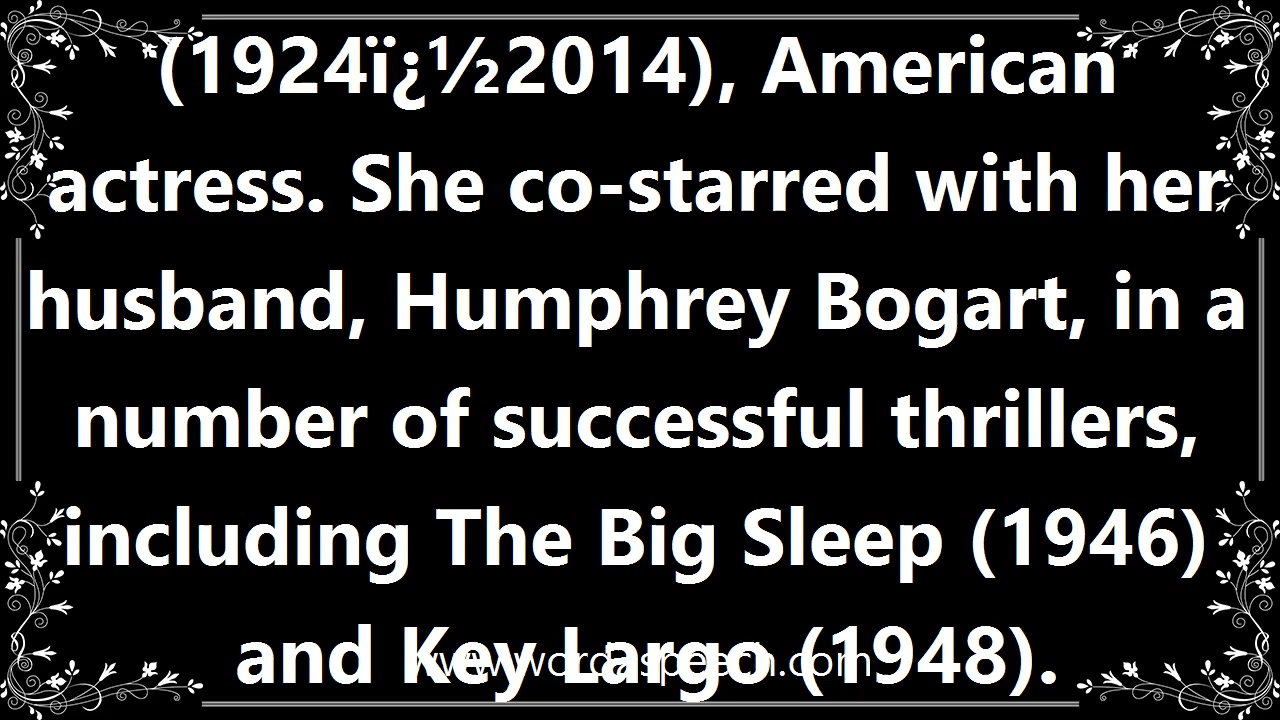 (1924ï¿½2014), American
actress. She co-starred with her
husband, Humphrey Bogart, in a
number of successful thrillers,
including The Big Sleep (1946)
and Key Largo (1948).
www.wordaspeech.com